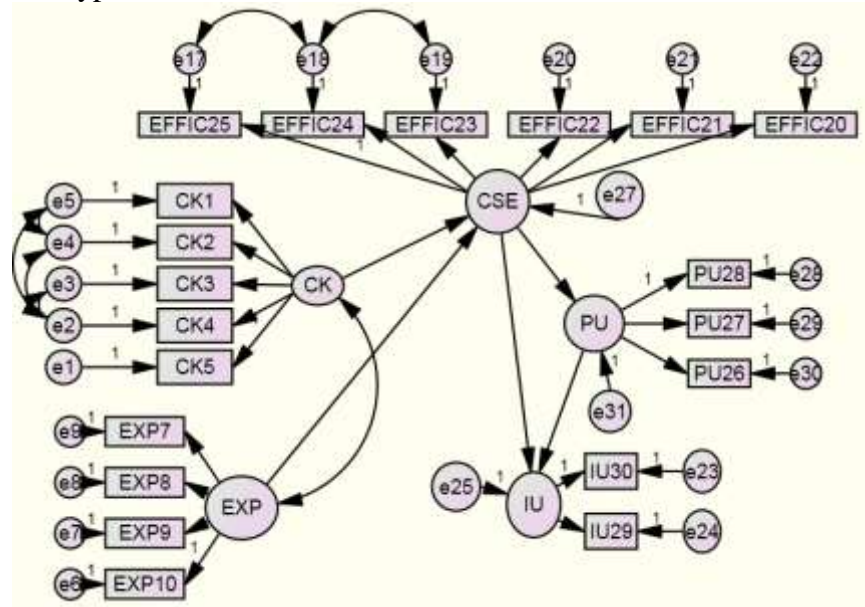 e17 e18 e19 e20 e21 e22
1 1 1 1 1 1
EFFIC25 EFFIC24 EFFIC23 EFFIC22 EFFIC21 EFFIC20
1
CSE
1 e27
e5 1 CK1
e4 1 CK2
e3 1 CK3
e2 1 CK4
e1 1 CK5
CK
PU
1 PU28 1 e28
PU27 1 e29
PU26 1 e30
1
e31
e9 1 EXP7
e8 1 EXP8
e7 1 EXP9
e6 1 EXP10
1
EXP
e25 1 IU
1 IU30 1 e23
IU29 1 e24